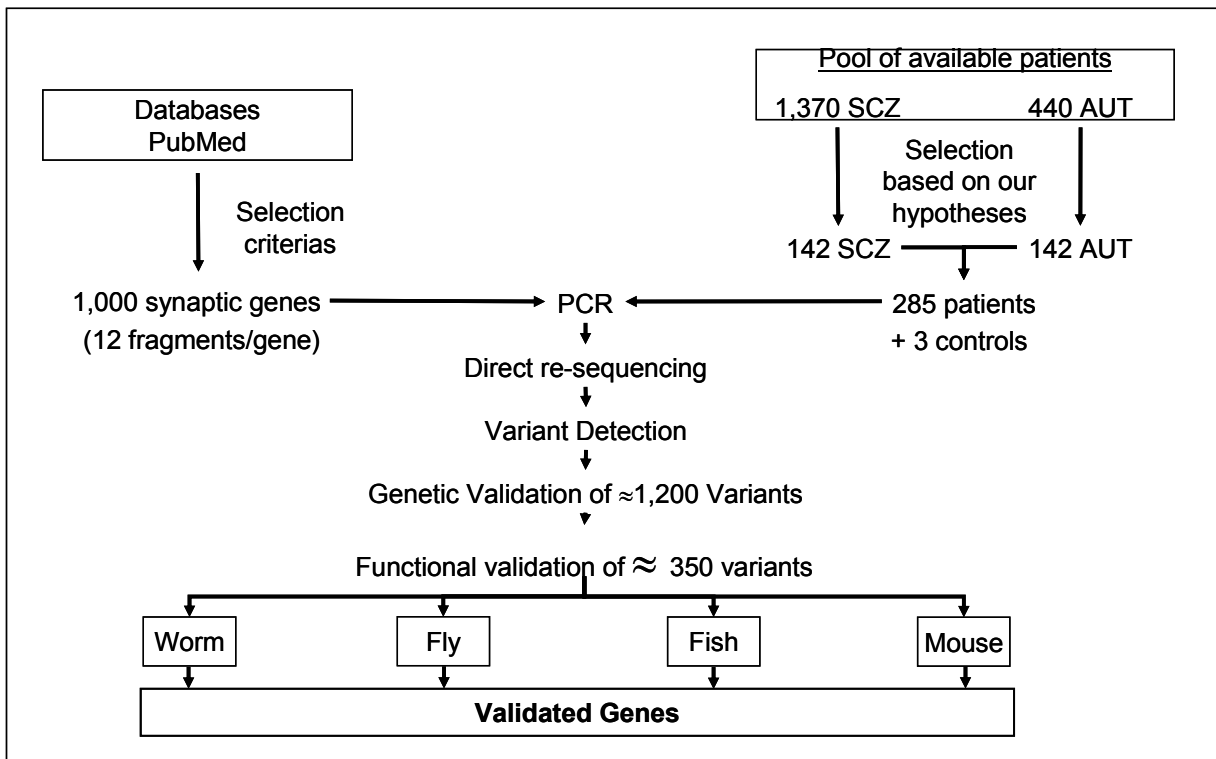 Pool of available patients
1,370 SCZ 440 AUT
Databases
PubMed
Selection
based on our
hypotheses
Selection
criterias
142 SCZ 142 AUT
1,000 synaptic genes
(12 fragments/gene)
PCR
285 patients
+ 3 controls
Direct re-sequencing
Variant Detection
Genetic Validation of ≈1,200 Variants
Functional validation of ≈ 350 variants
Worm
Fly
Fish
Mouse
Validated Genes